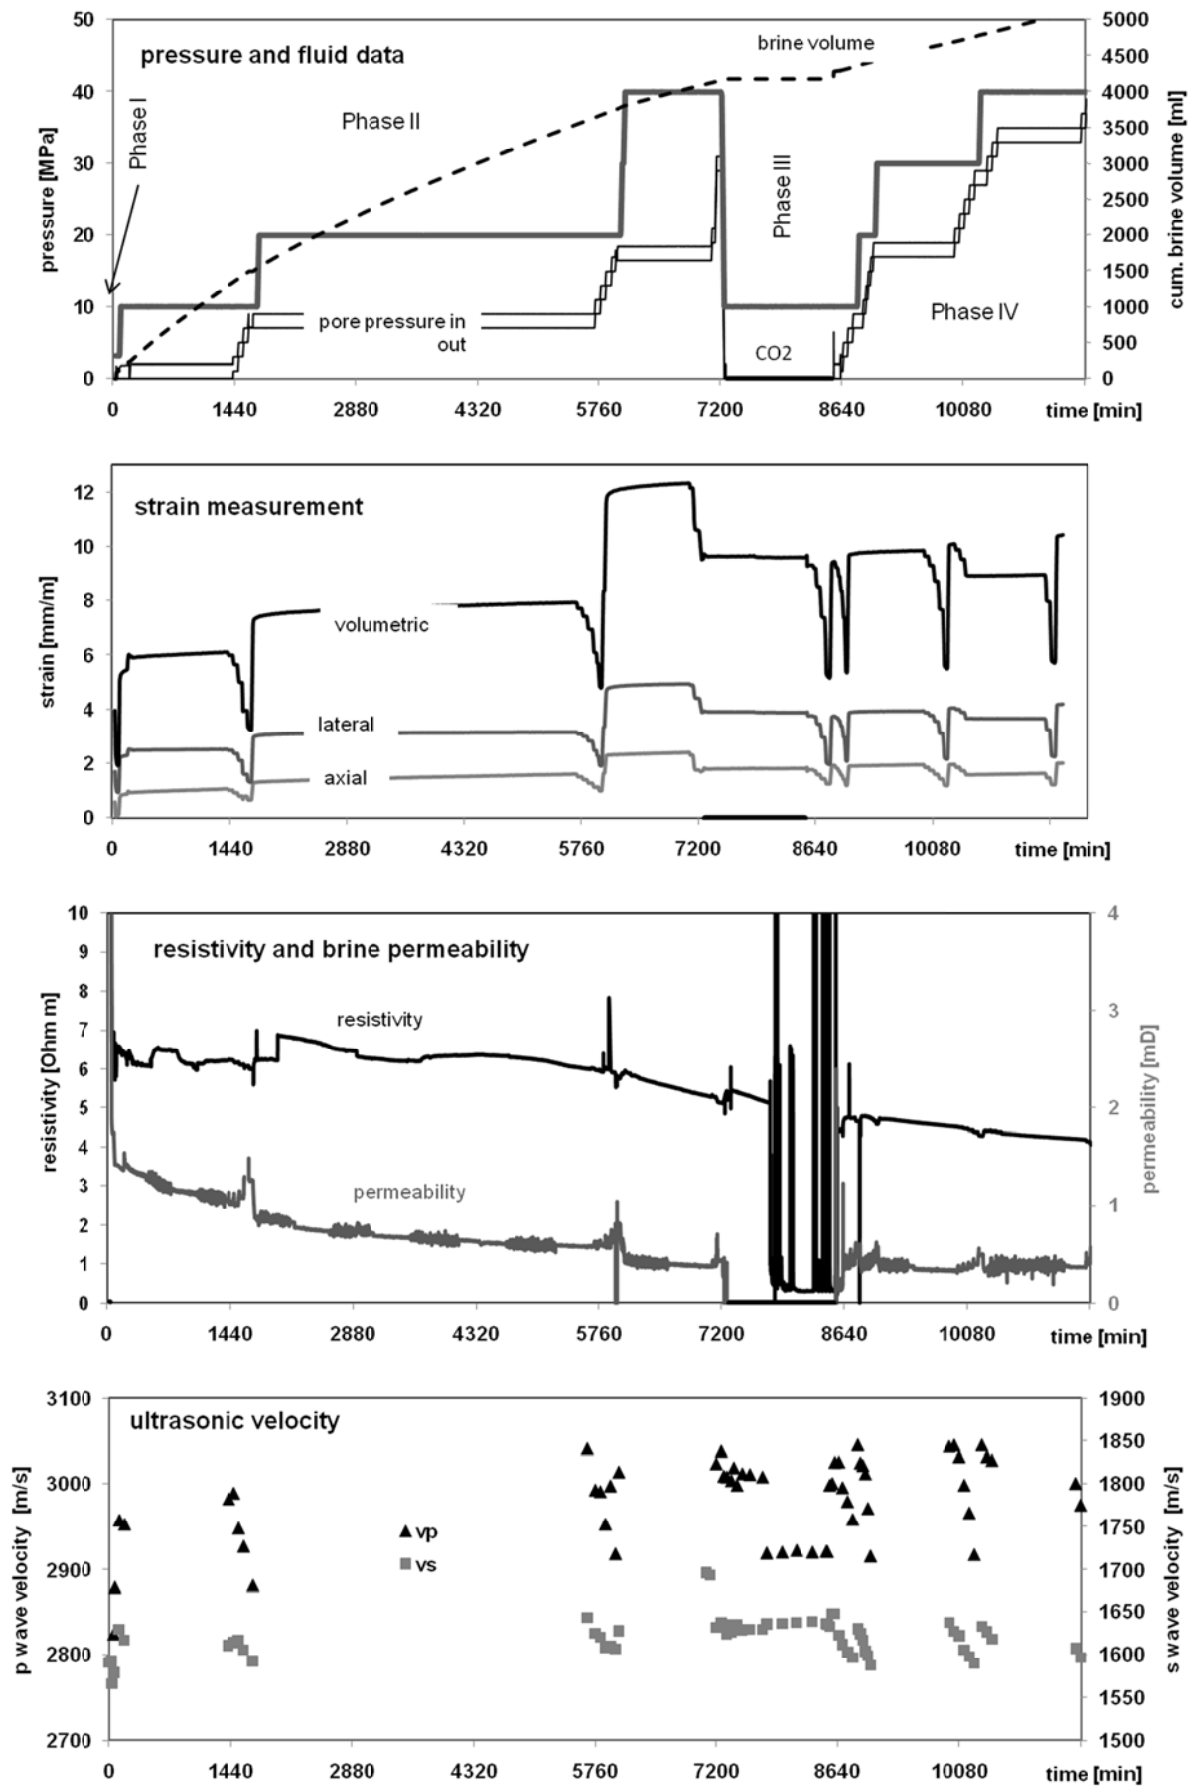 50
45
40
30
20
10
0
pressure [MPa]
pressure and fluid data
Phase I
Phase II
Phase III
Phase IV
brine volume
pore pressure in
out
CO2
5000
4500
4000
3500
3000
2500
2000
1500
1000
500
0
cum. brine volume [ml]
0 1440 2880 4320 5760 7200 8640 10080 time [min]
12
10
8
6
4
2
0
strain [mm/m]
strain measurement
volumetric
lateral
axial
0 1440 2880 4320 5760 7200 8640 10080 time [min]
10
9
8
7
6
5
4
3
2
1
0
resistivity [Ohm m]
resistivity and brine permeability
resistivity
permeability
4
3
2
1
0
permeability [mD]
0 1440 2880 4320 5760 7200 8640 10080 time [min]
3100
3000
2900
2800
2700
p wave velocity [m/s]
ultrasonic velocity
vp
vs
1900
1850
1800
1750
1700
1650
1600
1550
1500
s wave velocity [m/s]
0 1440 2880 4320 5760 7200 8640 10080 time [min]